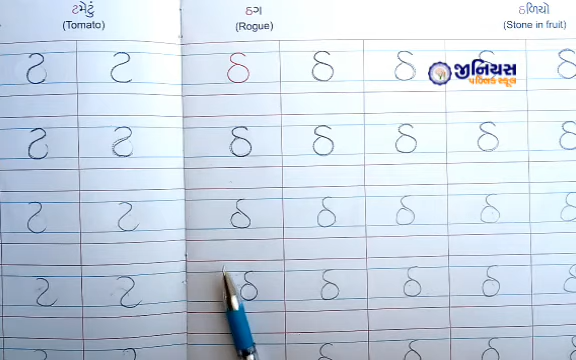 ટમેટું ઠગ ઠળિયો
(Tomato) (Rogue) (Stone in fruit)
ટ ટ ઠ ઠ ઠ ઠ ઠ
જીનિયસ
પબ્લિક સ્કૂલ
ટ ટ ઠ ઠ ઠ ઠ ઠ
ટ ટ ઠ ઠ ઠ ઠ ઠ
ટ ટ ઠ ઠ ઠ ઠ ઠ